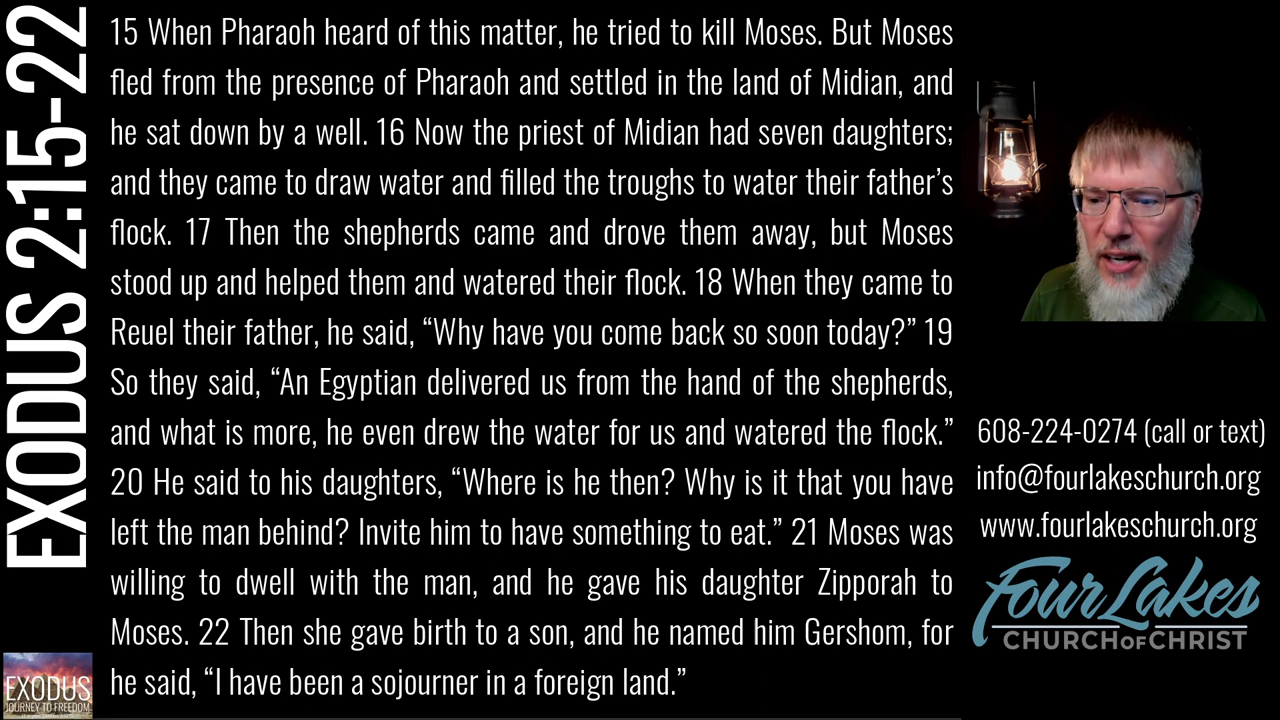 EXODUS 2:15-22
15 When Pharaoh heard of this matter, he tried to kill Moses. But Moses
fled from the presence of Pharaoh and settled in the land of Midian, and
he sat down by a well. 16 Now the priest of Midian had seven daughters;
and they came to draw water and filled the troughs to water their father’s
flock. 17 Then the shepherds came and drove them away, but Moses
stood up and helped them and watered their flock. 18 When they came to
Reuel their father, he said, “Why have you come back so soon today?” 19
So they said, “An Egyptian delivered us from the hand of the shepherds,
and what is more, he even drew the water for us and watered the flock.”
20 He said to his daughters, “Where is he then? Why is it that you have
left the man behind? Invite him to have something to eat.” 21 Moses was
willing to dwell with the man, and he gave his daughter Zipporah to
Moses. 22 Then she gave birth to a son, and he named him Gershom, for
he said, “I have been a sojourner in a foreign land.”
608-224-0274 (call or text)
info@fourlakeschurch.org
www.fourlakeschurch.org
Four Lakes
CHURCH OF CHRIST
EXODUS
JOURNEY TO FREEDOM